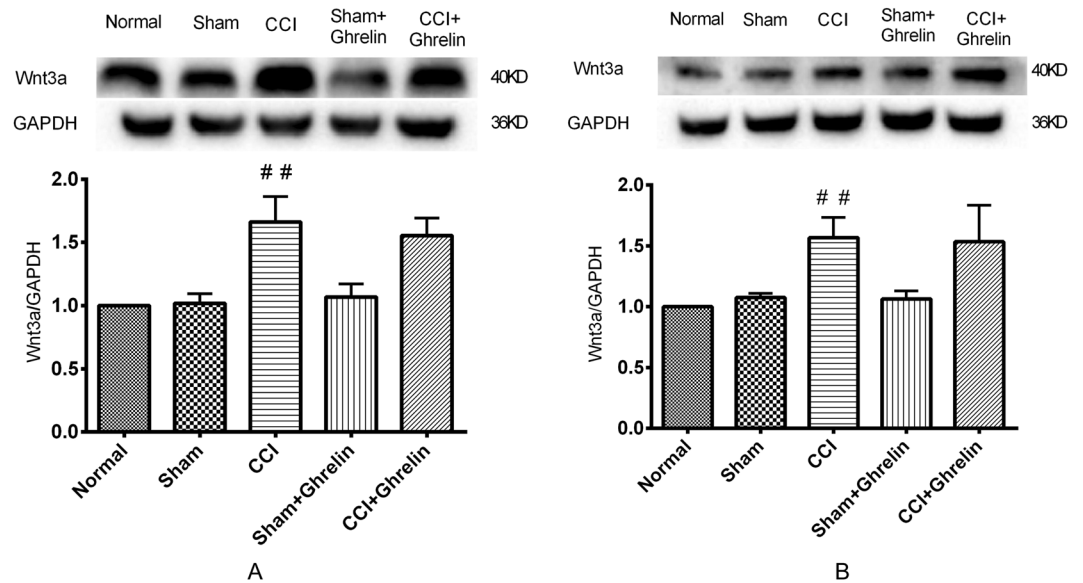 Normal Sham CCI Sham+ Ghrelin CCI+ Ghrelin
Wnt3a 40KD
GAPDH 36KD
# #
Wnt3a/GAPDH
2.0
1.5
1.0
0.5
0.0
Normal Sham CCI Sham+Ghrelin CCI+Ghrelin
A
Normal Sham CCI Sham+ Ghrelin CCI+ Ghrelin
Wnt3a 40KD
GAPDH 36KD
# #
Wnt3a/GAPDH
2.0
1.5
1.0
0.5
0.0
Normal Sham CCI Sham+Ghrelin CCI+Ghrelin
B